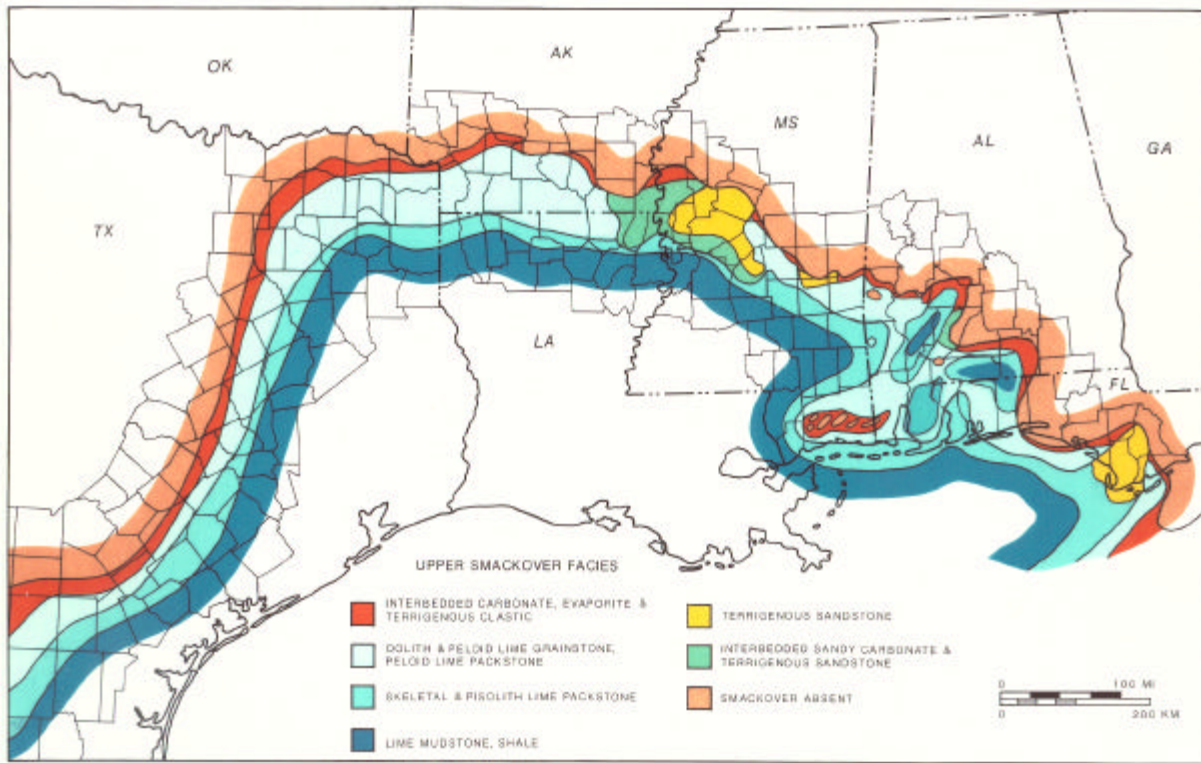 OK
AK
MS
AL
GA
TX
LA
FL
UPPER SMACKOVER FACIES
INTERBEDDED CARBONATE, EVAPORITE &
TERRIGENOUS CLASTIC
OOLITH & PELOID LIME GRAINSTONE,
PELOID LIME PACKSTONE
SKELETAL & PISOLITH LIME PACKSTONE
LIME MUDSTONE, SHALE
TERRIGENOUS SANDSTONE
INTERBEDDED SANDY CARBONATE &
TERRIGENOUS SANDSTONE
SMACKOVER ABSENT
0 100 MI
0 200 KM